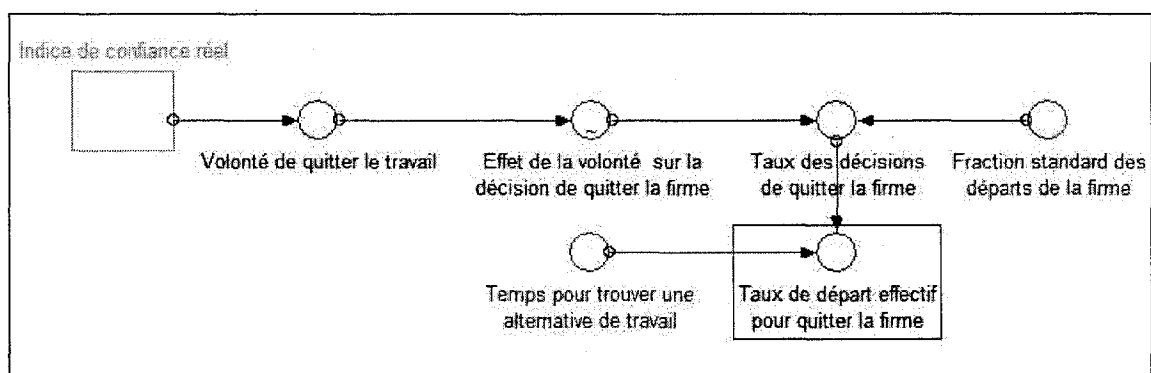 Indice de confiance réel
Volonté de quitter le travail
Effet de la volonté sur la
décision de quitter la firme
Taux des décisions
de quitter la firme
Fraction standard des
départs de la firme
~
Temps pour trouver une
alternative de travail
Taux de départ effectif
pour quitter la firme